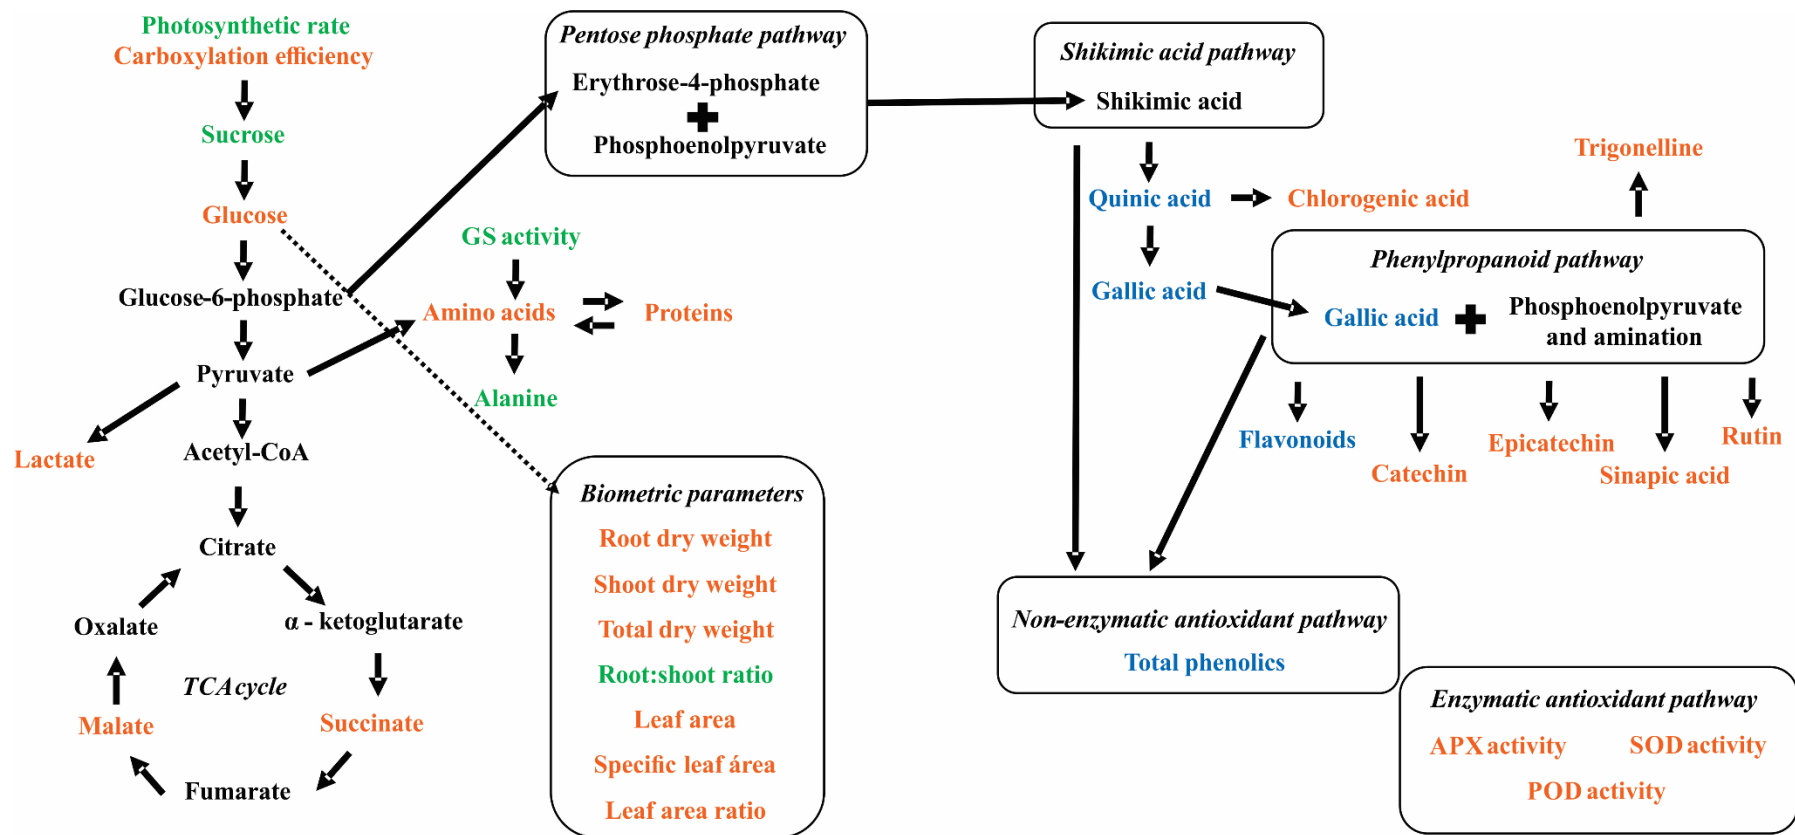 Photosynthetic rate
Carboxylation efficiency
Sucrose
Glucose
Glucose-6-phosphate
Pyruvate
Lactate
Acetyl-CoA
Citrate
Oxalate
α - ketoglutarate
TCA cycle
Malate
Succinate
Fumarate
GS activity
Amino acids
Proteins
Alanine
Pentose phosphate pathway
Erythrose-4-phosphate
Phosphoenolpyruvate
Biometric parameters
Root dry weight
Shoot dry weight
Total dry weight
Root:shoot ratio
Leaf area
Specific leaf área
Leaf area ratio
Shikimic acid pathway
Shikimic acid
Quinic acid
Chlorogenic acid
Gallic acid
Trigonelline
Phenylpropanoid pathway
Gallic acid
Phosphoenolpyruvate
and amination
Flavonoids
Catechin
Epicatechin
Sinapic acid
Rutin
Non-enzymatic antioxidant pathway
Total phenolics
Enzymatic antioxidant pathway
APX activity
SOD activity
POD activity